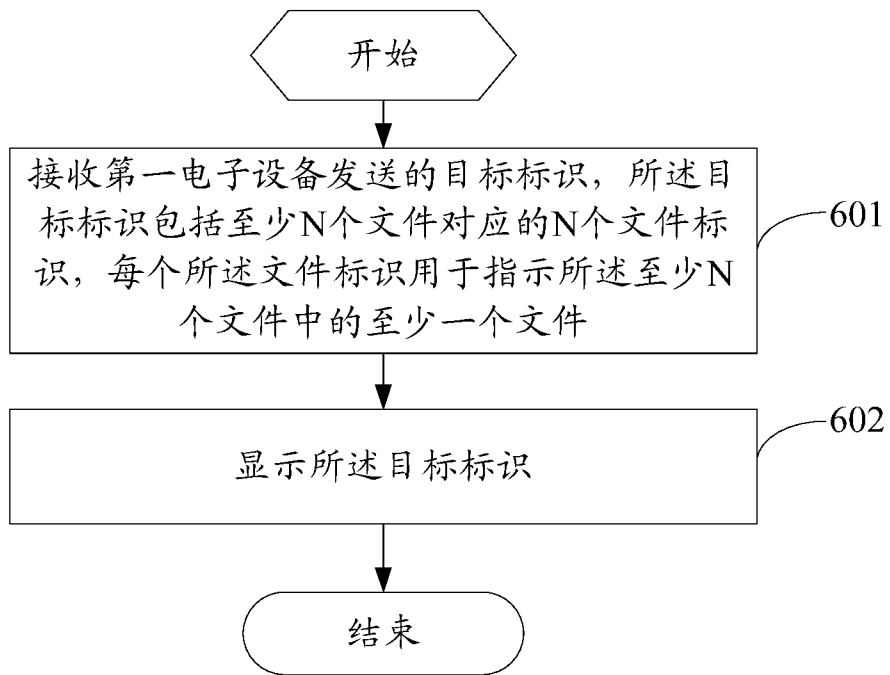 开始
接收第一电子设备发送的目标标识，所述目
标标识包括至少N个文件对应的N个文件标
识，每个所述文件标识用于指示所述至少N
个文件中的至少一个文件
601
显示所述目标标识
602
结束